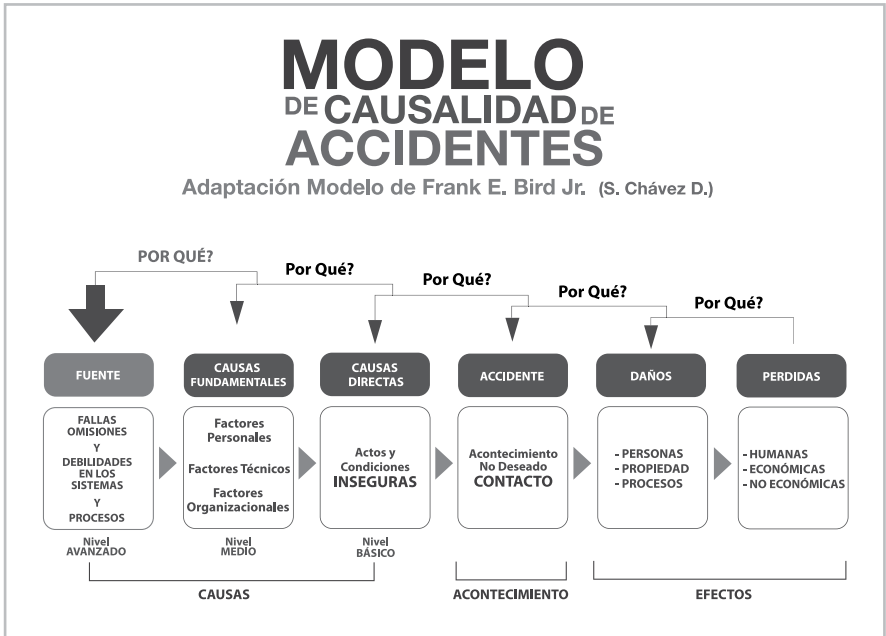 MODELO
DE CAUSALIDAD DE
ACCIDENTES
Adaptación Modelo de Frank E. Bird Jr. (S. Chávez D.)
POR QUÉ?
Por Qué?
Por Qué?
Por Qué?
Por Qué?
FUENTE
CAUSAS
FUNDAMENTALES
CAUSAS
DIRECTAS
ACCIDENTE
DAÑOS
PERDIDAS
FALLAS
OMISIONES
Y
DEBILIDADES
EN LOS
SISTEMAS
Y
PROCESOS
Factores
Personales
Factores Técnicos
Factores
Organizacionales
Actos y
Condiciones
INSEGURAS
Acontecimiento
No Deseado
CONTACTO
- PERSONAS
- PROPIEDAD
- PROCESOS
- HUMANAS
- ECONÓMICAS
- NO ECONÓMICAS
Nivel
AVANZADO
Nivel
MEDIO
Nivel
BÁSICO
CAUSAS
ACONTECIMIENTO
EFECTOS